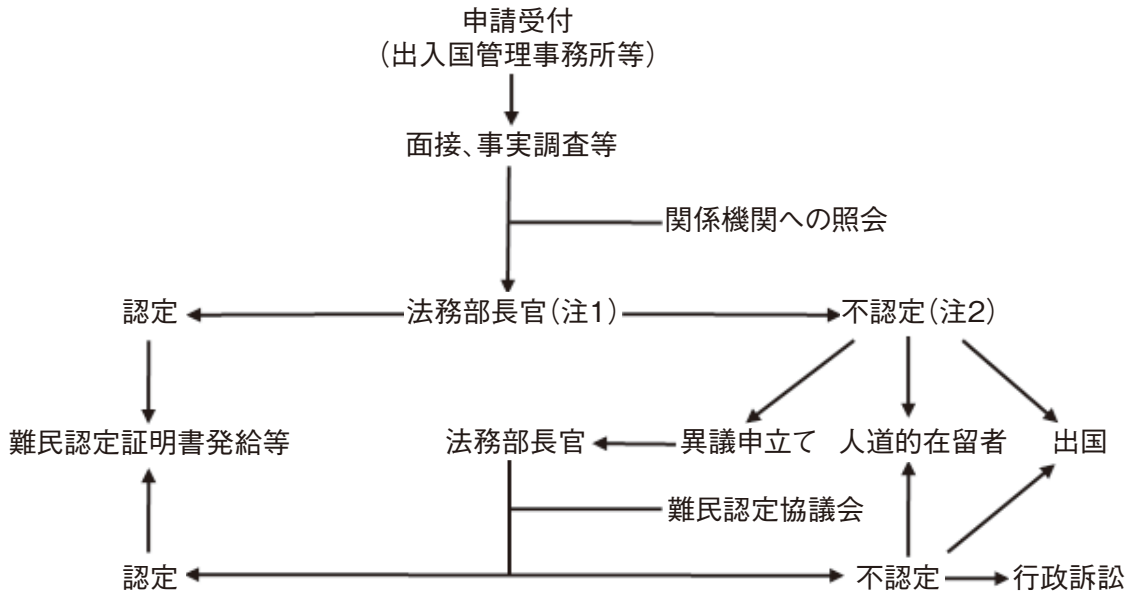 申請受付
（出入国管理事務所等）
面接、事実調査等
関係機関への照会
認定
法務部長官（注1）
不認定（注2）
難民認定証明書発給等
法務部長官
異議申立て
人道的在留者
出国
難民認定協議会
認定
不認定
行政訴訟